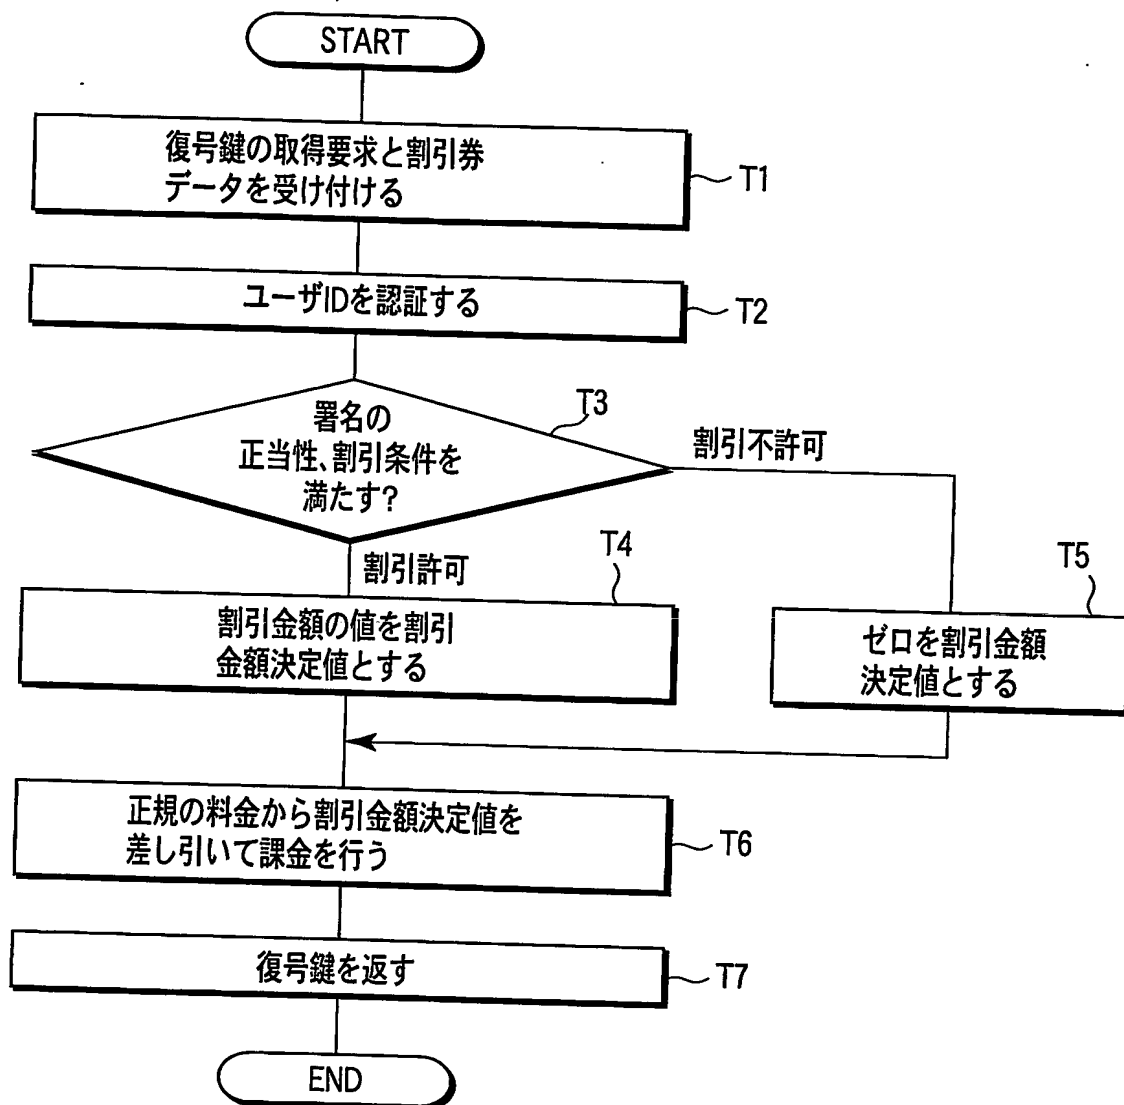 START
復号鍵の取得要求と割引券
データを受け付ける
T1
ユーザIDを認証する
T2
署名の
正当性、割引条件を
満たす?
T3
割引不許可
割引許可
T4
割引金額の値を割引
金額決定値とする
T5
ゼロを割引金額
決定値とする
正規の料金から割引金額決定値を
差し引いて課金を行う
T6
復号鍵を返す
T7
END